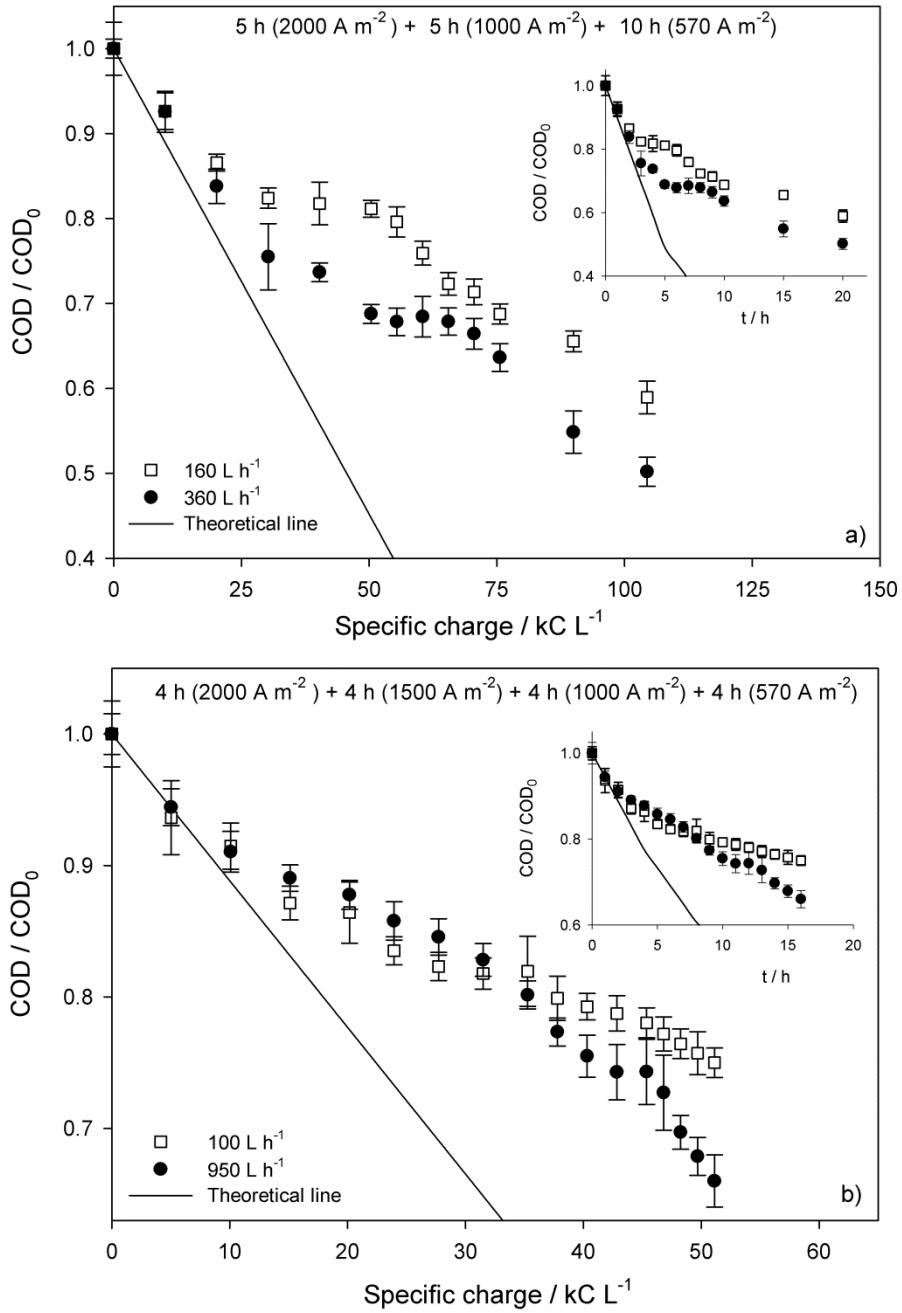 5 h (2000 A m⁻²) + 5 h (1000 A m⁻²) + 10 h (570 A m⁻²)
COD / COD₀
1.0
0.9
0.8
0.7
0.6
0.5
0.4
0 25 50 75 100 125 150
Specific charge / kC L⁻¹
160 L h⁻¹
360 L h⁻¹
Theoretical line
a)
COD / COD₀
1.0
0.8
0.6
0.4
0 5 10 15 20
t / h
4 h (2000 A m⁻²) + 4 h (1500 A m⁻²) + 4 h (1000 A m⁻²) + 4 h (570 A m⁻²)
COD / COD₀
1.0
0.9
0.8
0.7
0 10 20 30 40 50 60
Specific charge / kC L⁻¹
100 L h⁻¹
950 L h⁻¹
Theoretical line
b)
COD / COD₀
1.0
0.8
0.6
0 5 10 15 20
t / h